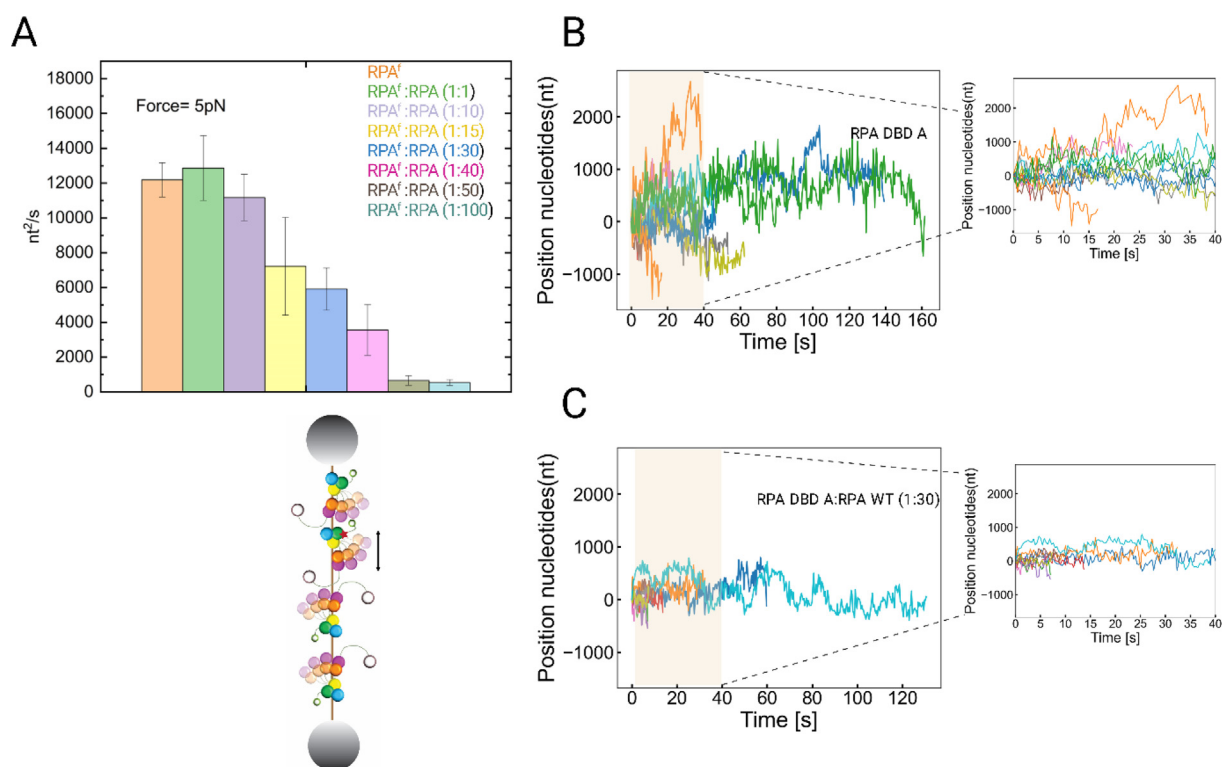 A
18000
16000
14000
12000
10000
8000
6000
4000
2000
0
nt²/s
Force= 5pN
RPAᶠ
RPAᶠ:RPA (1:1)
RPAᶠ:RPA (1:10)
RPAᶠ:RPA (1:15)
RPAᶠ:RPA (1:30)
RPAᶠ:RPA (1:40)
RPAᶠ:RPA (1:50)
RPAᶠ:RPA (1:100)
B
Position nucleotides(nt)
2000
1000
0
−1000
RPA DBD A
0 20 40 60 80 100 120 140 160
Time [s]
Position nucleotides(nt)
2000
1000
0
−1000
0 5 10 15 20 25 30 35 40
Time [s]
C
Position nucleotides(nt)
2000
1000
0
−1000
RPA DBD A:RPA WT (1:30)
0 20 40 60 80 100 120
Time [s]
Position nucleotides(nt)
2000
1000
0
−1000
0 5 10 15 20 25 30 35 40
Time [s]